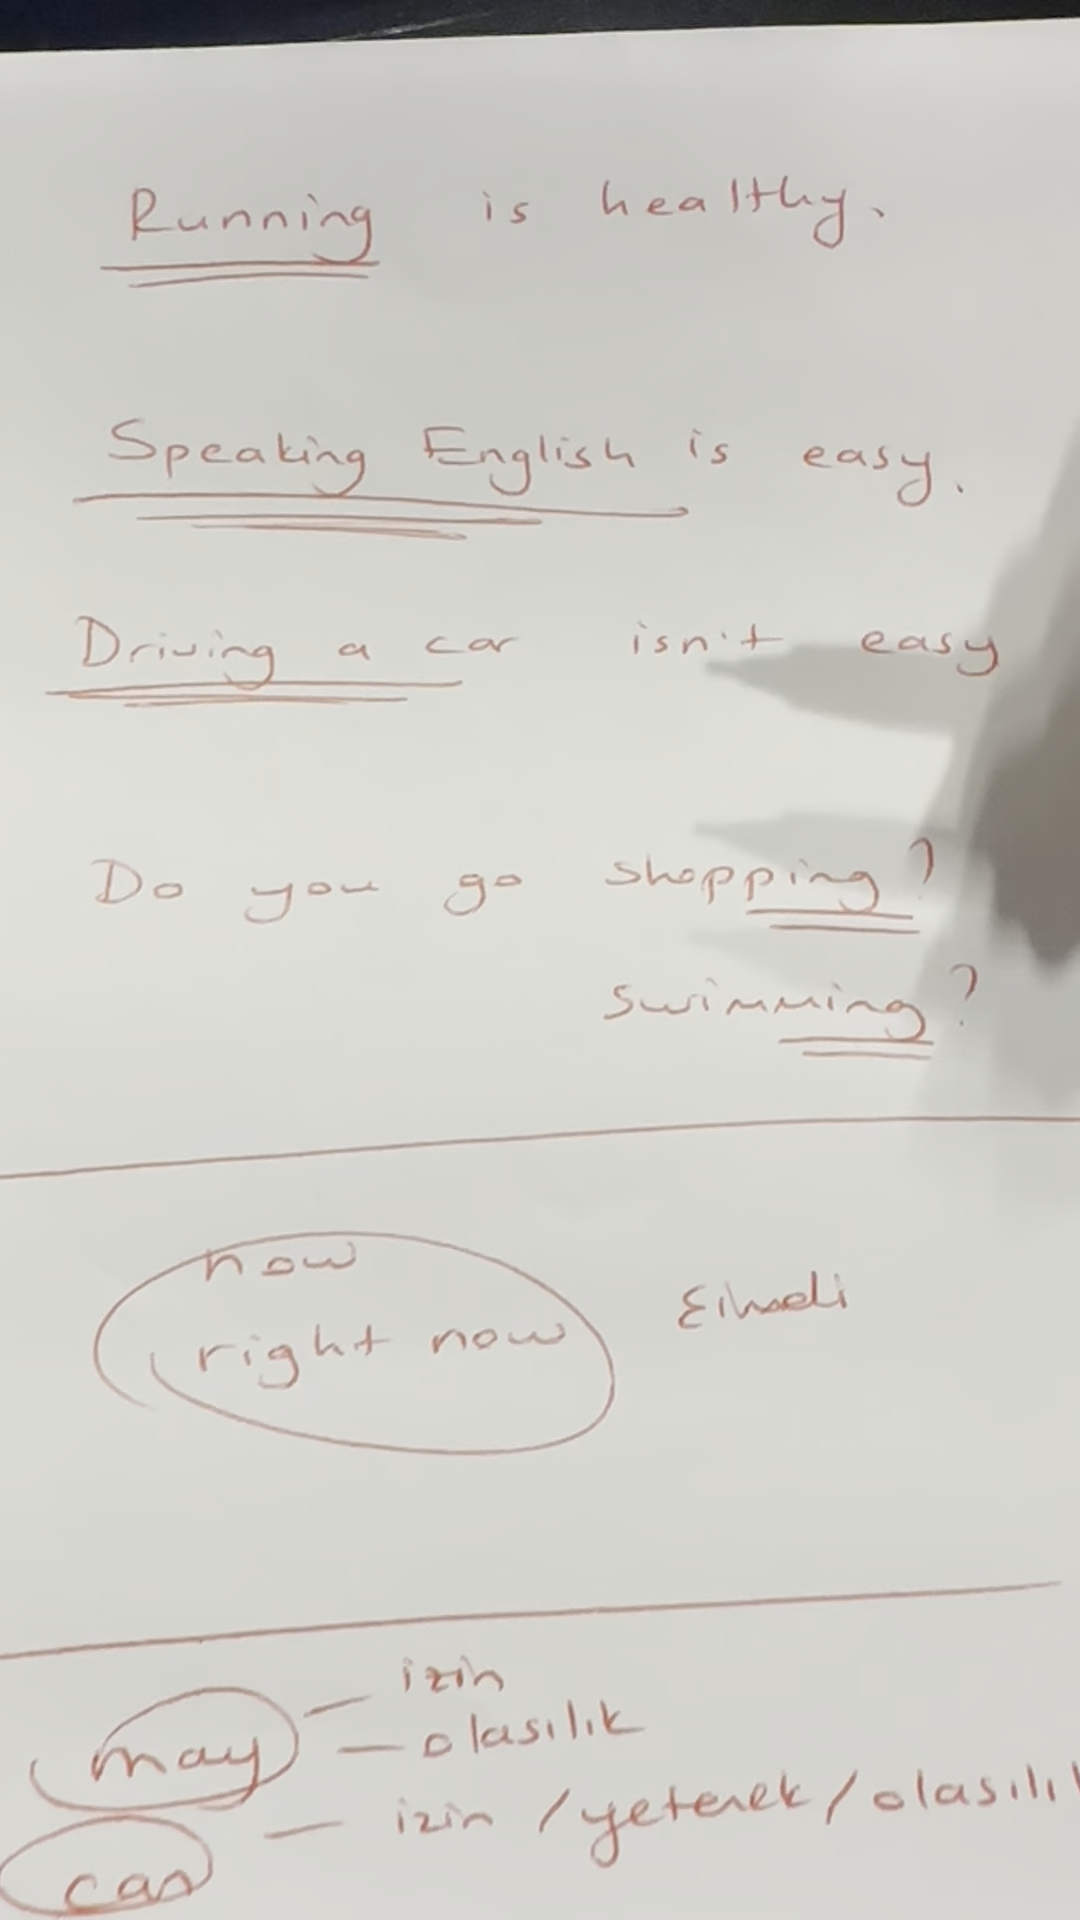 Running is healthy.
Speaking English is easy.
Driving a car isn't easy
Do you go shopping?
swimming?
now
right now
may – izin
– olasılık
can – izin / yetenek / olasılı